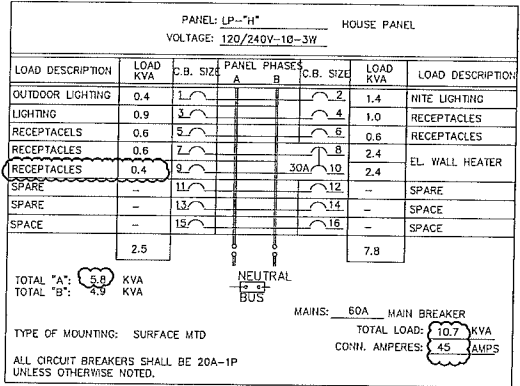 PANEL: LP-"H" HOUSE PANEL
VOLTAGE: 120/240V-1Ø-3W
LOAD DESCRIPTION LOAD KVA C.B. SIZE PANEL PHASES A B C.B. SIZE LOAD KVA LOAD DESCRIPTION
OUTDOOR LIGHTING 0.4 1 2 1.4 NITE LIGHTING
LIGHTING 0.9 3 4 1.0 RECEPTACLES
RECEPTACELS 0.6 5 6 0.6 RECEPTACLES
RECEPTACLES 0.6 7 8 2.4 EL. WALL HEATER
RECEPTACLES 0.4 9 30A 10 2.4
SPARE – 11 12 – SPARE
SPARE – 13 14 – SPACE
SPACE – 15 16 – SPACE
2.5 7.8
TOTAL "A": 5.8 KVA
TOTAL "B": 4.9 KVA
NEUTRAL
BUS
MAINS: 60A MAIN BREAKER
TOTAL LOAD: 10.7 KVA
TYPE OF MOUNTING: SURFACE MTD
CONN. AMPERES: 45 AMPS
ALL CIRCUIT BREAKERS SHALL BE 20A-1P
UNLESS OTHERWISE NOTED.